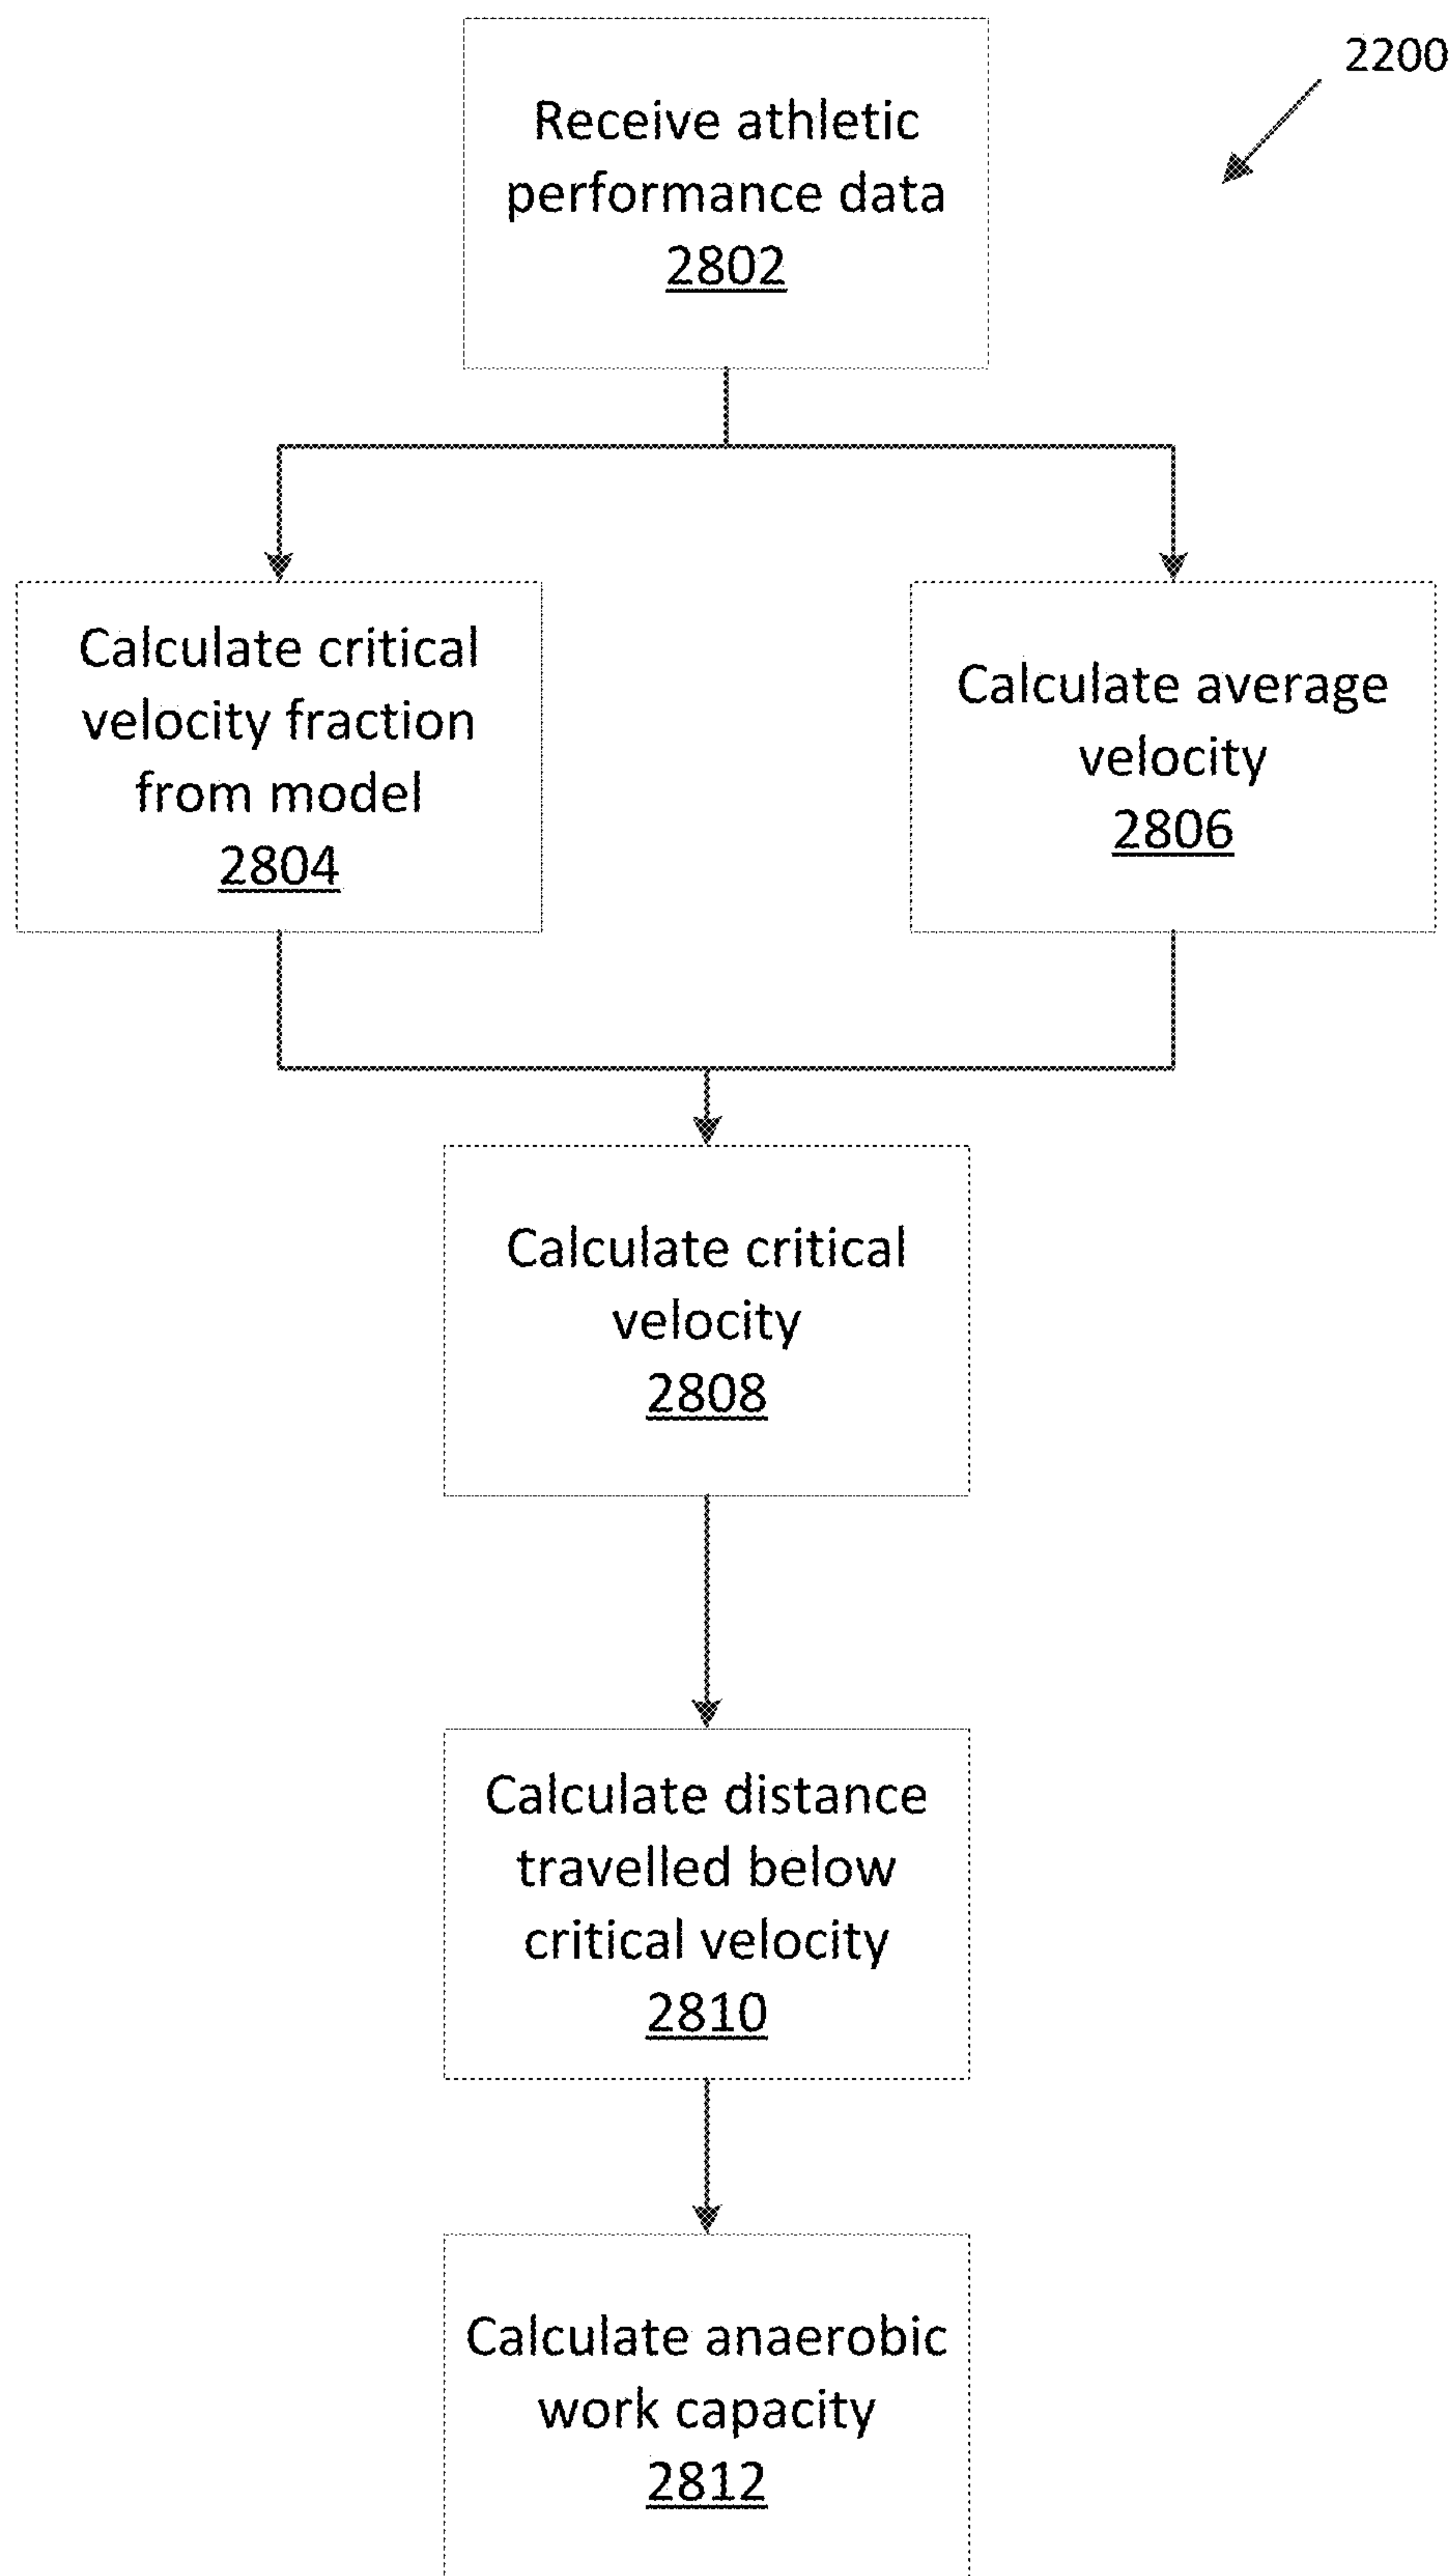 2200
Receive athletic
performance data
2802
Calculate critical
velocity fraction
from model
2804
Calculate average
velocity
2806
Calculate critical
velocity
2808
Calculate distance
travelled below
critical velocity
2810
Calculate anaerobic
work capacity
2812